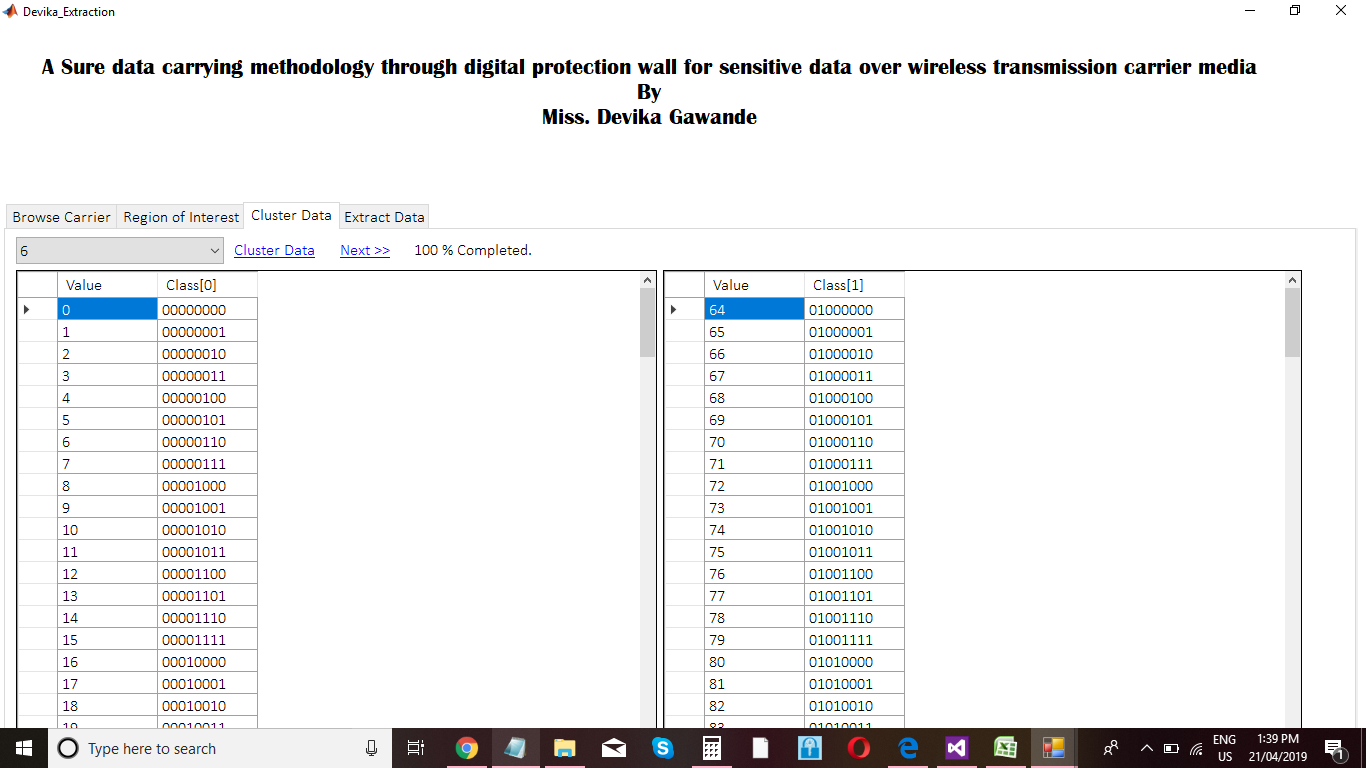 Devika_Extraction
A Sure data carrying methodology through digital protection wall for sensitive data over wireless transmission carrier media
By
Miss. Devika Gawande
Browse Carrier Region of Interest Cluster Data Extract Data
6 Cluster Data Next >> 100 % Completed.
Value Class[0] Value Class[1]
0 00000000 64 01000000
1 00000001 65 01000001
2 00000010 66 01000010
3 00000011 67 01000011
4 00000100 68 01000100
5 00000101 69 01000101
6 00000110 70 01000110
7 00000111 71 01000111
8 00001000 72 01001000
9 00001001 73 01001001
10 00001010 74 01001010
11 00001011 75 01001011
12 00001100 76 01001100
13 00001101 77 01001101
14 00001110 78 01001110
15 00001111 79 01001111
16 00010000 80 01010000
17 00010001 81 01010001
18 00010010 82 01010010
19 00010011 83 01010011
Type here to search
ENG 1:39 PM
US 21/04/2019 1